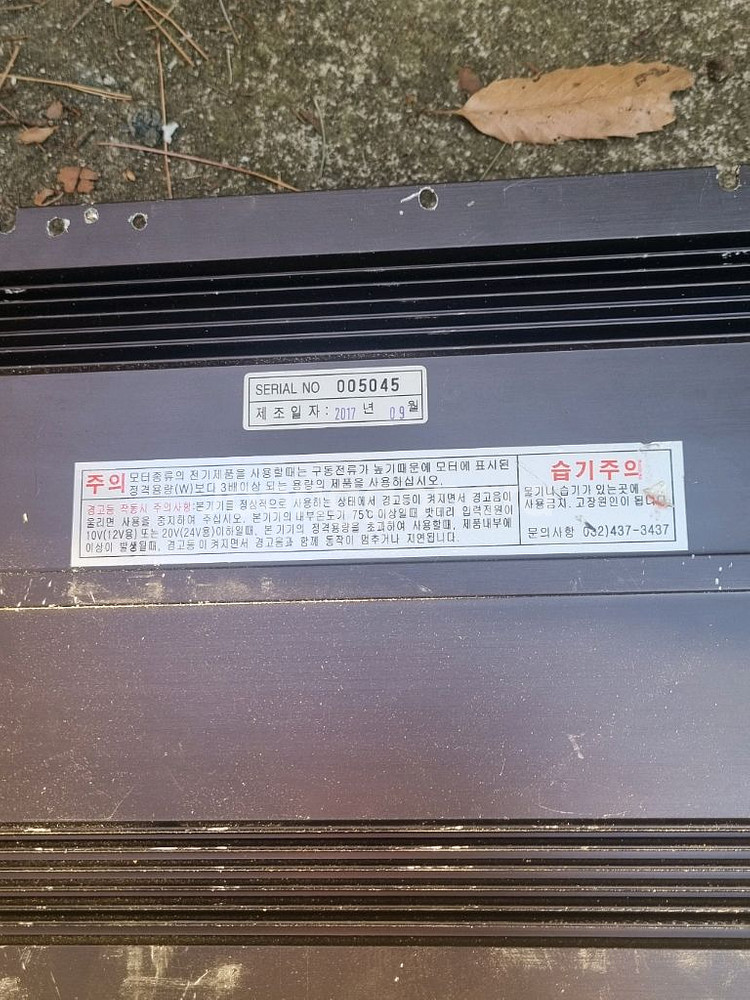 SERIAL NO 005045
제조일자: 2017 년 09월
주의 모터종류의 전기제품을 사용할때는 구동전류가 높기때문에 모터에 표시된
정격용량(W)보다 3배이상 되는 용량의 제품을 사용하십시오.
경고등 작동시 주의사항:본기기를 정상적으로 사용하는 상태에서 경고등이 켜지면서 경고음이
울리면 사용을 중지하여 주십시오. 본기기의 내부온도가 75℃ 이상일때 밧데리 입력전원이
10V(12V용) 또는 20V(24V용)이하일때, 본 기기의 정격용량을 초과하여 사용할때, 제품내부에
이상이 발생될때, 경고등이 켜지면서 경고음과 함께 동작이 멈추거나 지연됩니다.
습기주의
물기나 습기가 있는곳에
사용금지. 고장원인이 됩니다.
문의사항 032)437-3437